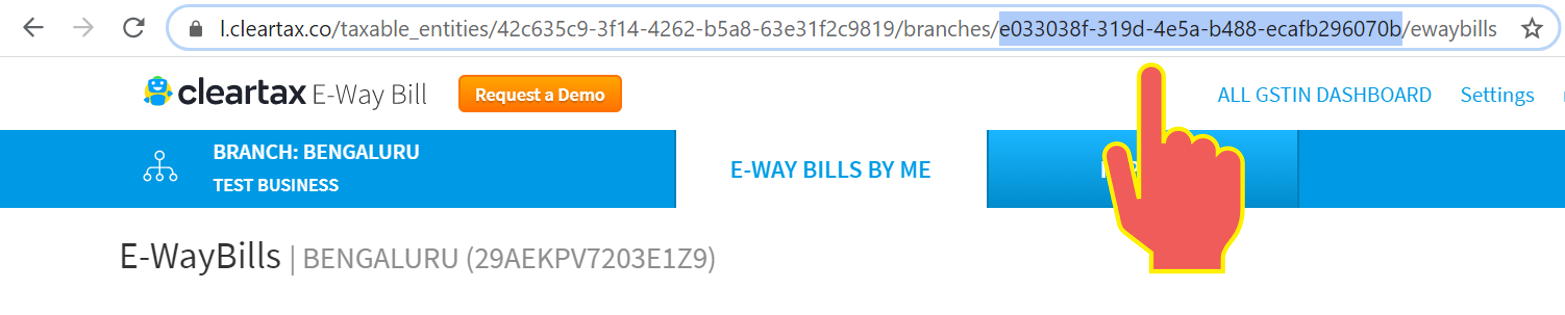 l.cleartax.co/taxable_entities/42c635c9-3f14-4262-b5a8-63e31f2c9819/branches/e033038f-319d-4e5a-b488-ecafb296070b/ewaybills
cleartax E-Way Bill Request a Demo ALL GSTIN DASHBOARD Settings
BRANCH: BENGALURU
TEST BUSINESS
E-WAY BILLS BY ME
E-WayBills | BENGALURU (29AEKPV7203E1Z9)